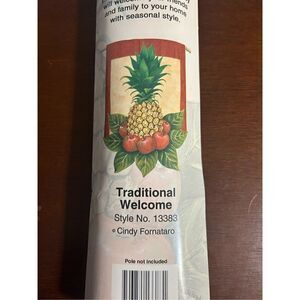 and family to your home
with seasonal style.
Traditional
Welcome
Style No. 13383
© Cindy Fornataro
Pole not included